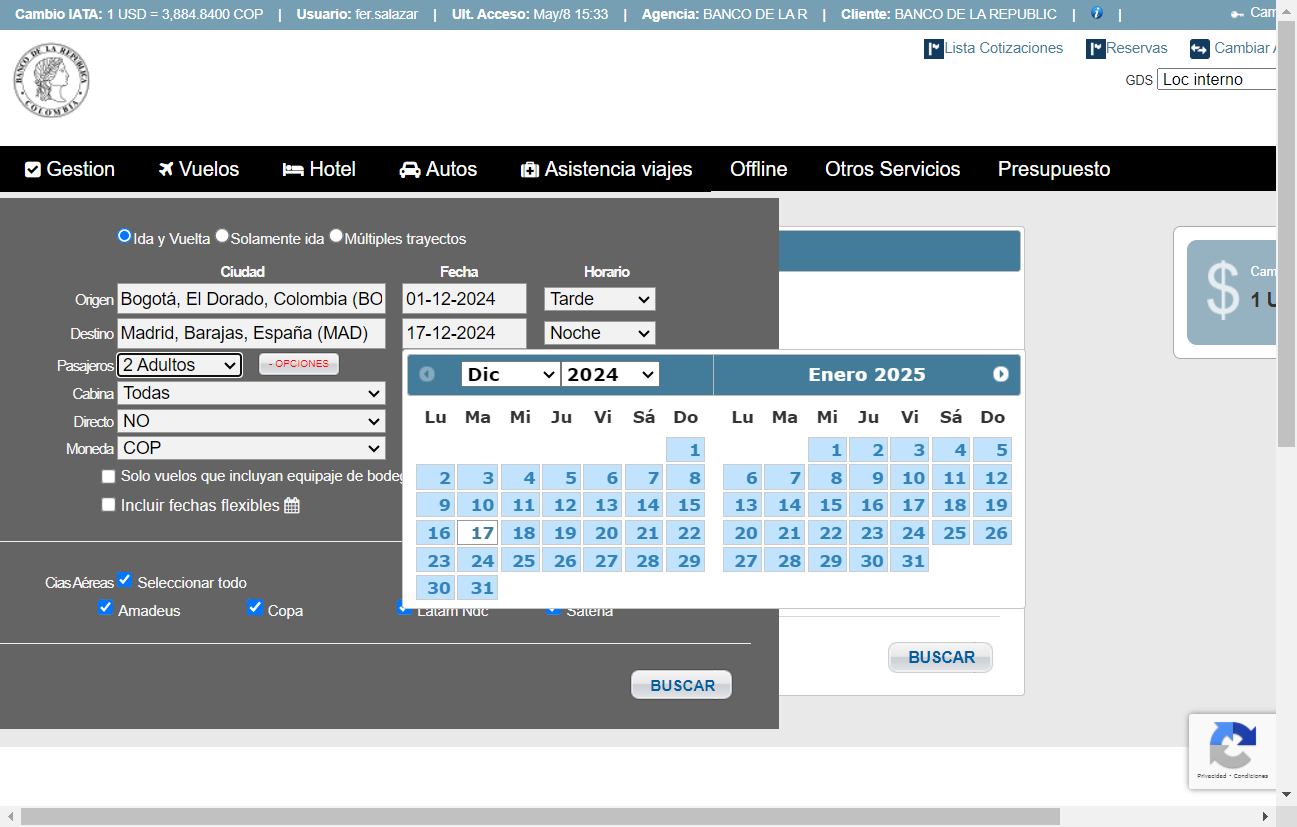 Cambio IATA: 1 USD = 3,884.8400 COP | Usuario: fer.salazar | Ult. Acceso: May/8 15:33 | Agencia: BANCO DE LA R | Cliente: BANCO DE LA REPUBLIC | |
Lista Cotizaciones Reservas Cambiar
BANCO DE LA REPUBLICA COLOMBIA
GDS Loc interno
Gestion Vuelos Hotel Autos Asistencia viajes Offline Otros Servicios Presupuesto
Ida y Vuelta Solamente ida Múltiples trayectos
Ciudad Fecha Horario
Origen Bogotá, El Dorado, Colombia (BO 01-12-2024 Tarde
Destino Madrid, Barajas, España (MAD) 17-12-2024 Noche
Pasajeros 2 Adultos - OPCIONES
Cabina Todas
Directo NO
Moneda COP
Solo vuelos que incluyan equipaje de bodeg
Incluir fechas flexibles
Dic 2024 Enero 2025
Lu Ma Mi Ju Vi Sá Do Lu Ma Mi Ju Vi Sá Do
1 1 2 3 4 5
2 3 4 5 6 7 8 6 7 8 9 10 11 12
9 10 11 12 13 14 15 13 14 15 16 17 18 19
16 17 18 19 20 21 22 20 21 22 23 24 25 26
23 24 25 26 27 28 29 27 28 29 30 31
30 31
Cias Aéreas Seleccionar todo
Amadeus Copa Latam Ndc Satena
BUSCAR
BUSCAR
$ Cam
1 U
Privacidad - Condiciones